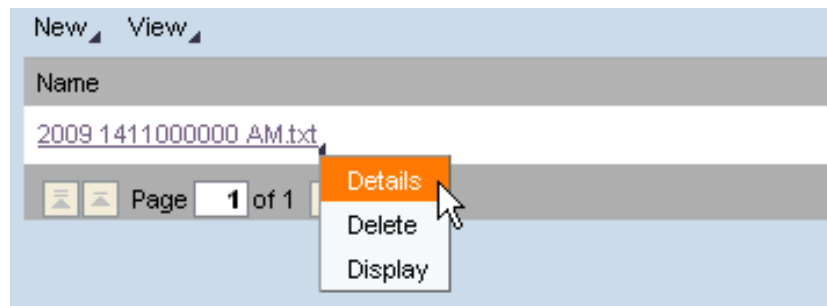 New View
Name
2009 1411000000 AM.txt
Page 1 of 1
Details
Delete
Display